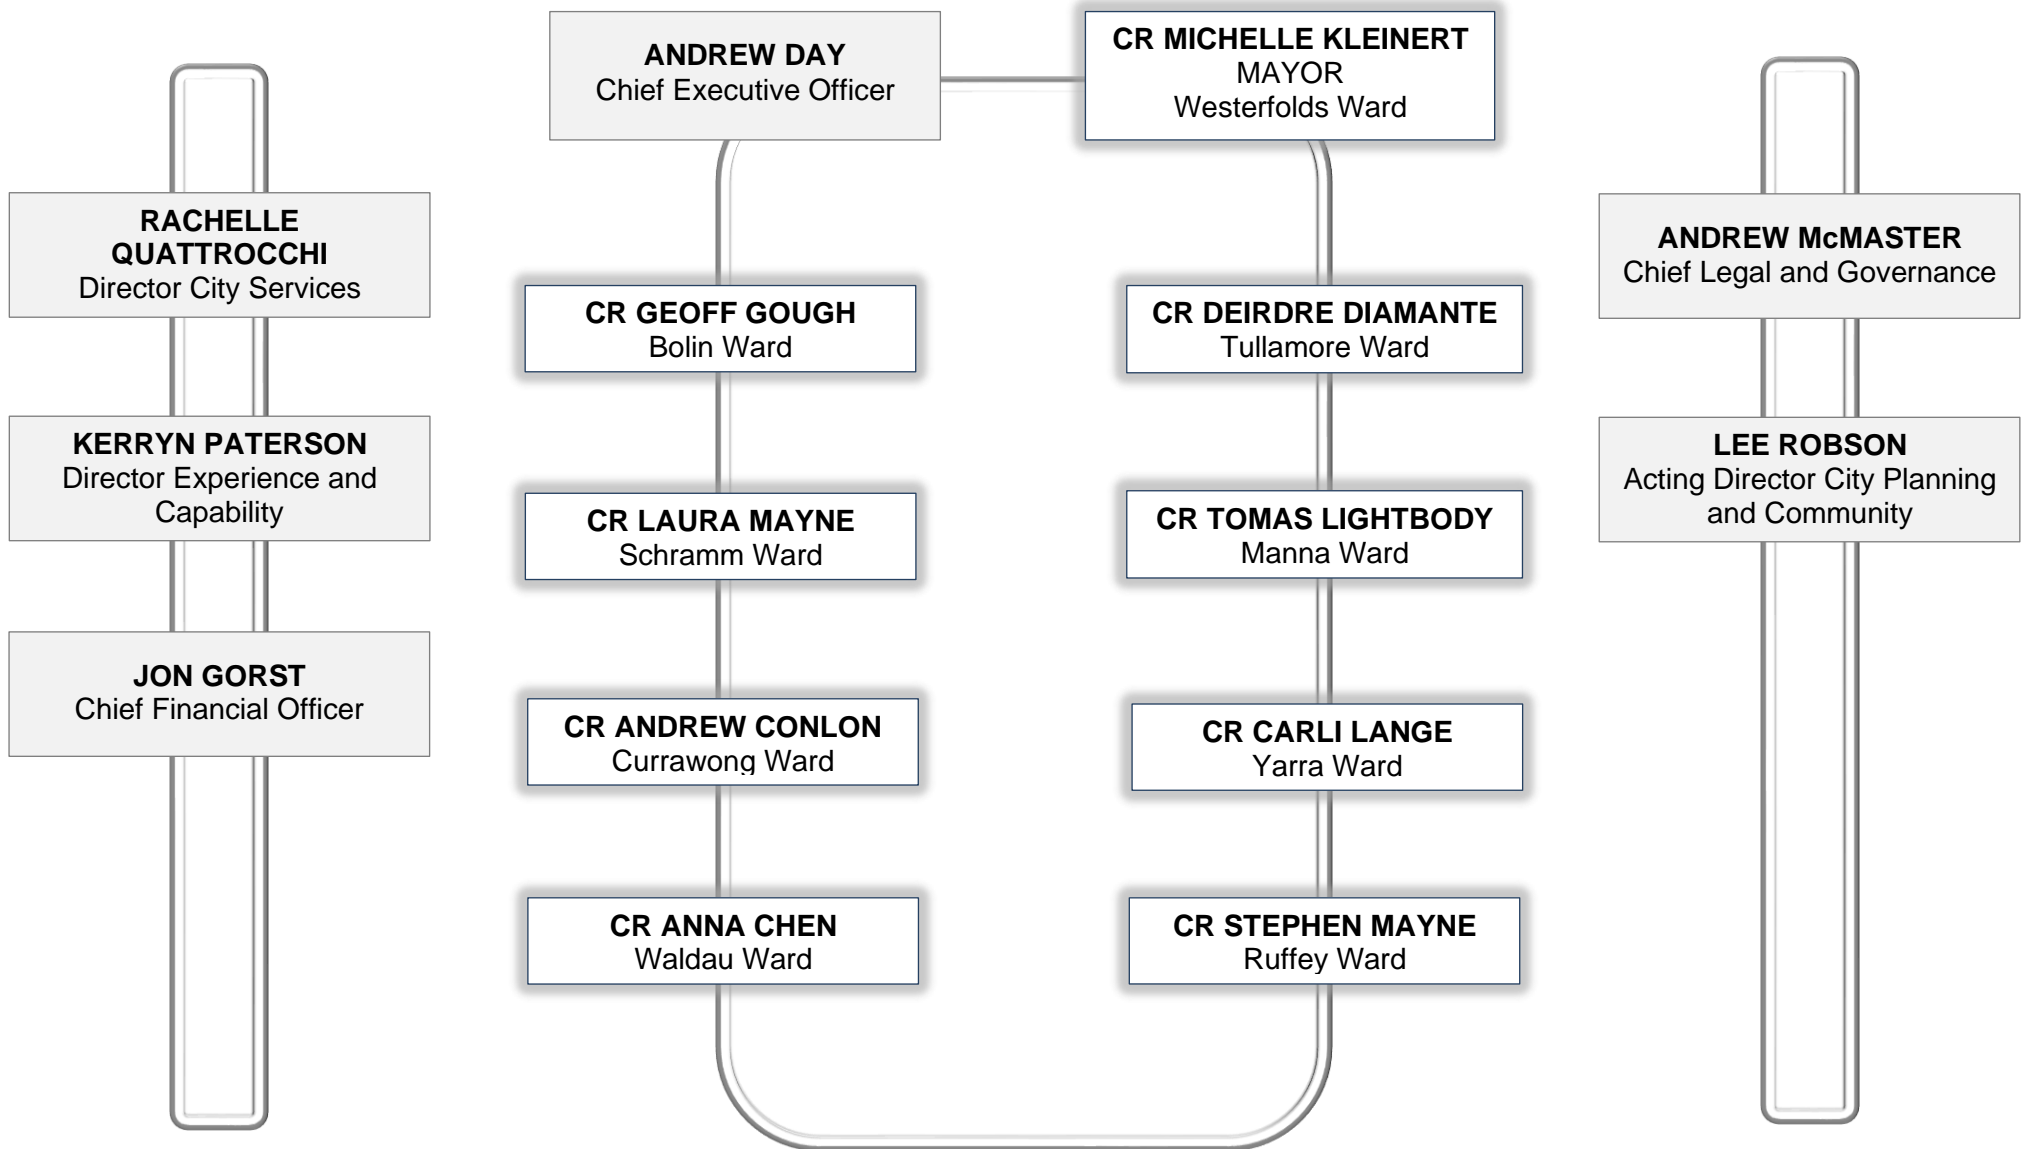 ANDREW DAY
Chief Executive Officer
CR MICHELLE KLEINERT
MAYOR
Westerfolds Ward
RACHELLE
QUATTROCCHI
Director City Services
KERRYN PATERSON
Director Experience and
Capability
JON GORST
Chief Financial Officer
CR GEOFF GOUGH
Bolin Ward
CR LAURA MAYNE
Schramm Ward
CR ANDREW CONLON
Currawong Ward
CR ANNA CHEN
Waldau Ward
CR DEIRDRE DIAMANTE
Tullamore Ward
CR TOMAS LIGHTBODY
Manna Ward
CR CARLI LANGE
Yarra Ward
CR STEPHEN MAYNE
Ruffey Ward
ANDREW McMASTER
Chief Legal and Governance
LEE ROBSON
Acting Director City Planning
and Community